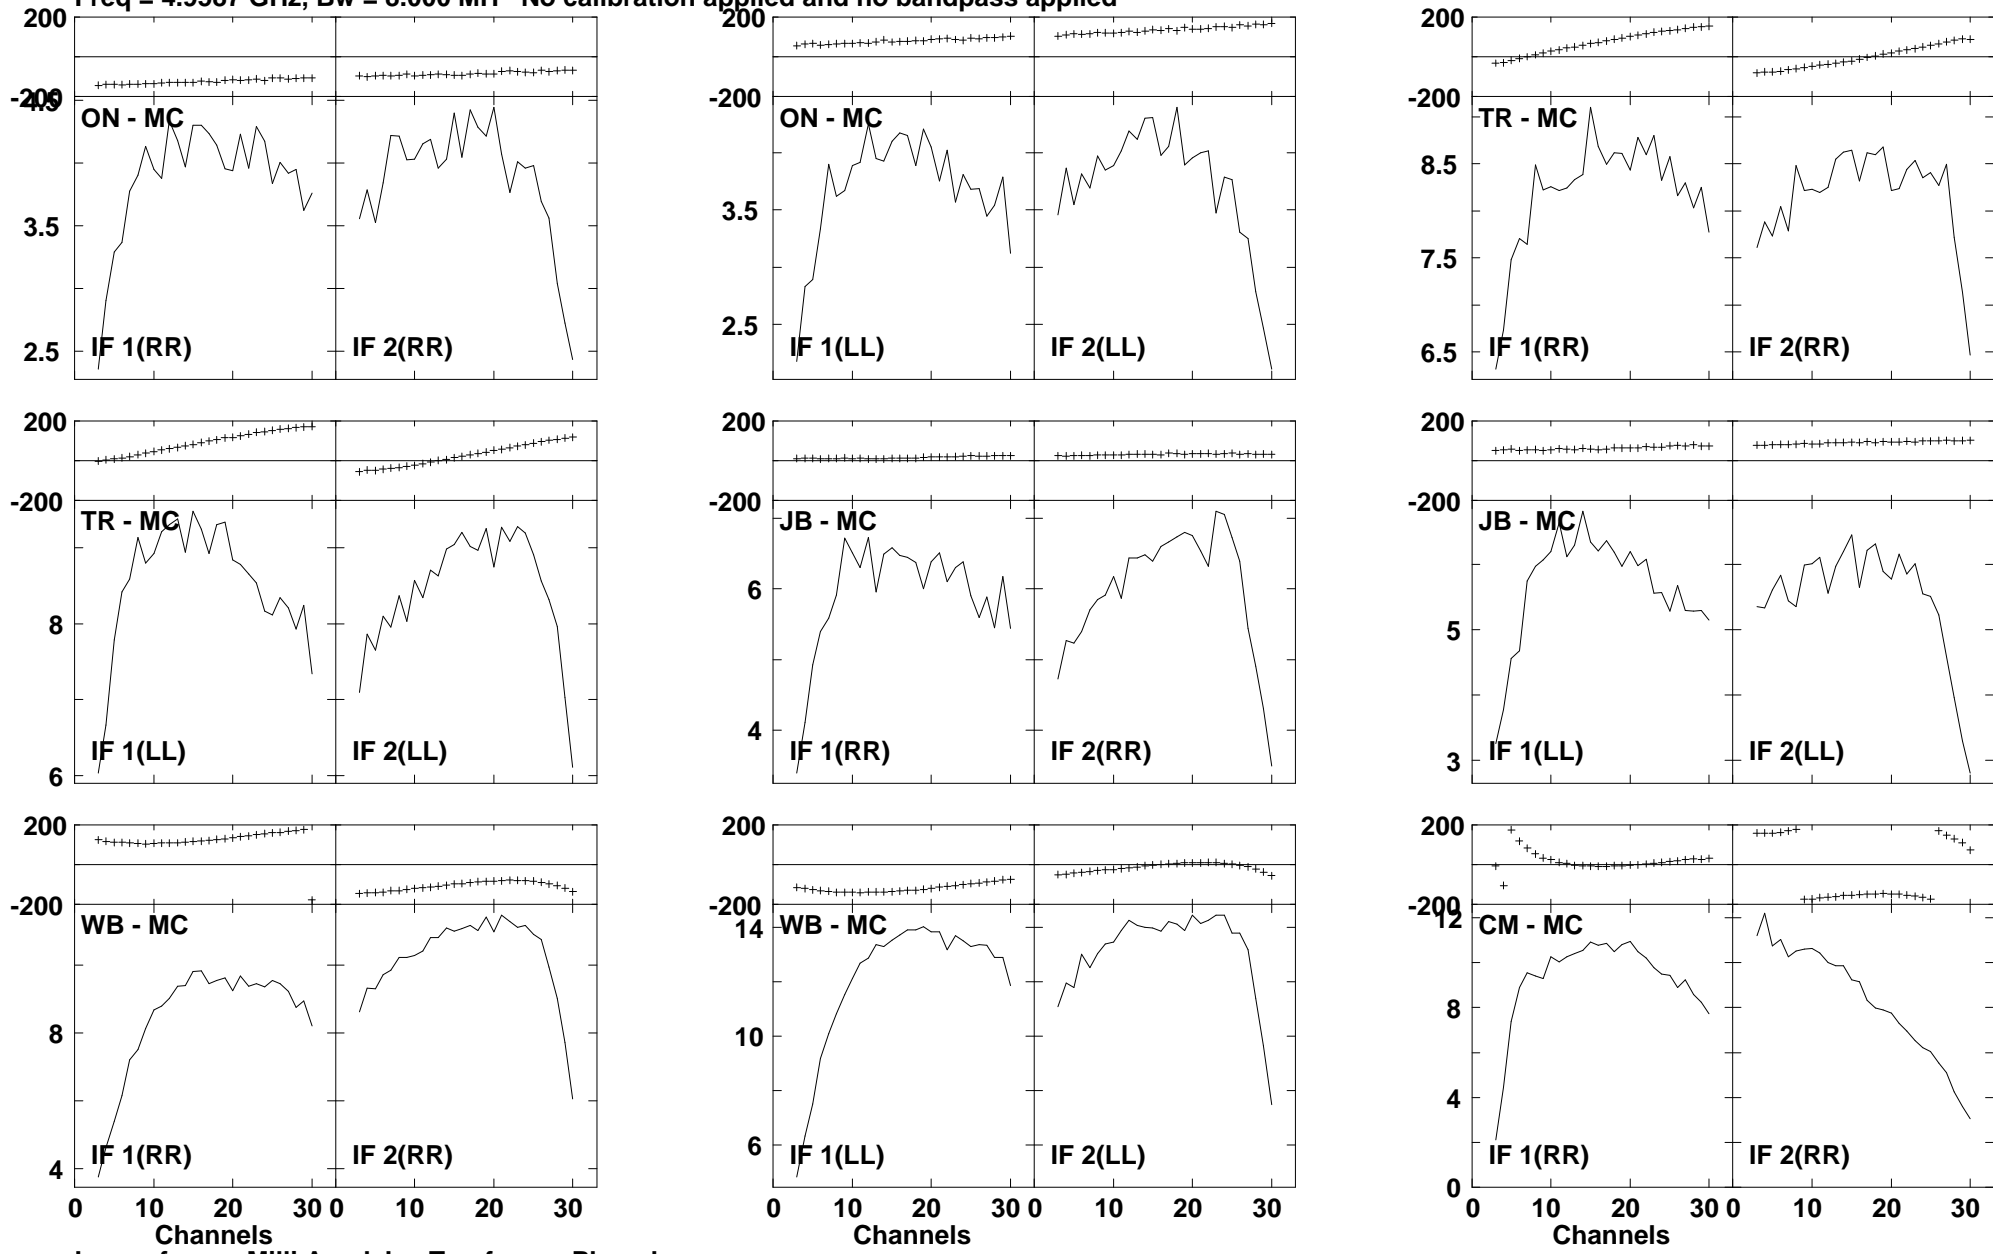 Freq = 4.9587 GHz, Bw = 8.000 MH No calibration applied and no bandpass applied
200 200 200
-200 -200 -200
4.5 ON - MC ON - MC TR - MC
8.5
3.5 3.5
7.5
2.5 2.5 6.5
IF 1(RR) IF 2(RR) IF 1(LL) IF 2(LL) IF 1(RR) IF 2(RR)
200 200 200
-200 -200 -200
TR - MC JB - MC JB - MC
8 6 5
6 4 3
IF 1(LL) IF 2(LL) IF 1(RR) IF 2(RR) IF 1(LL) IF 2(LL)
200 200 200
-200 -200 -200
WB - MC 14 WB - MC 12 CM - MC
8 10 8
4 6 4
0
IF 1(RR) IF 2(RR) IF 1(LL) IF 2(LL) IF 1(RR) IF 2(RR)
0 10 20 30 0 10 20 30 0 10 20 30 0 10 20 30 0 10 20 30 0 10 20 30
Channels Channels Channels